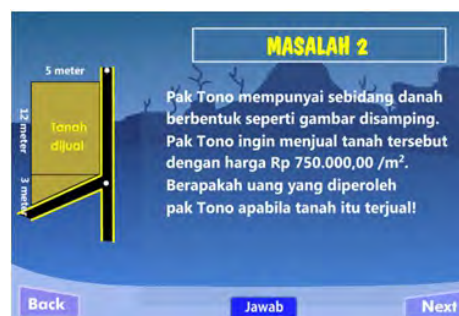 MASALAH 2
5 meter
12 meter
Tanah
dijual
3 meter
Pak Tono mempunyai sebidang danah
berbentuk seperti gambar disamping.
Pak Tono ingin menjual tanah tersebut
dengan harga Rp 750.000,00 /m².
Berapakah uang yang diperoleh
pak Tono apabila tanah itu terjual!
Back
Jawab
Next